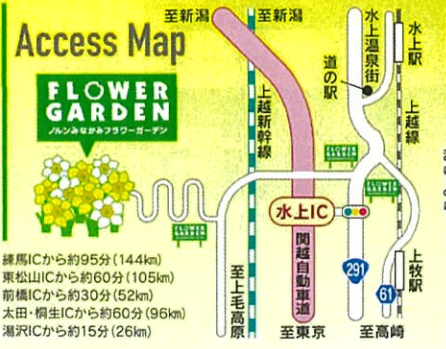 Access Map
FLOWER
GARDEN
ノルンみなかみフラワーガーデン
至新潟
至新潟
水上温泉街
道の駅
水上駅
上越線
上越新幹線
FLOWER
GARDEN
FLOWER
GARDEN
FLOWER
GARDEN
水上IC
関越自動車道
291
61
上牧駅
至上毛高原
至東京
至高崎
練馬ICから約95分(144km)
東松山ICから約60分(105km)
前橋ICから約30分(52km)
太田・桐生ICから約60分(96km)
湯沢ICから約15分(26km)